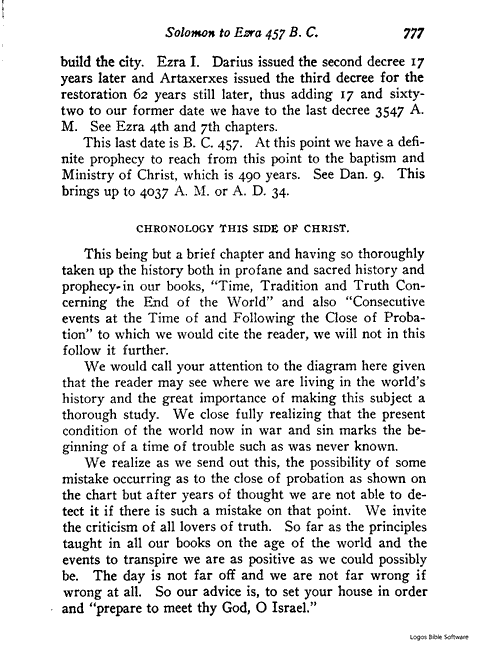 Solomon to Ezra 457 B. C. 777
build the city. Ezra I. Darius issued the second decree 17
years later and Artaxerxes issued the third decree for the
restoration 62 years still later, thus adding 17 and sixty-
two to our former date we have to the last decree 3547 A.
M. See Ezra 4th and 7th chapters.
This last date is B. C. 457. At this point we have a defi-
nite prophecy to reach from this point to the baptism and
Ministry of Christ, which is 490 years. See Dan. 9. This
brings up to 4037 A. M. or A. D. 34.
CHRONOLOGY THIS SIDE OF CHRIST.
This being but a brief chapter and having so thoroughly
taken up the history both in profane and sacred history and
prophecy-in our books, "Time, Tradition and Truth Con-
cerning the End of the World" and also "Consecutive
events at the Time of and Following the Close of Proba-
tion" to which we would cite the reader, we will not in this
follow it further.
We would call your attention to the diagram here given
that the reader may see where we are living in the world's
history and the great importance of making this subject a
thorough study. We close fully realizing that the present
condition of the world now in war and sin marks the be-
ginning of a time of trouble such as was never known.
We realize as we send out this, the possibility of some
mistake occurring as to the close of probation as shown on
the chart but after years of thought we are not able to de-
tect it if there is such a mistake on that point. We invite
the criticism of all lovers of truth. So far as the principles
taught in all our books on the age of the world and the
events to transpire we are as positive as we could possibly
be. The day is not far off and we are not far wrong if
wrong at all. So our advice is, to set your house in order
and "prepare to meet thy God, O Israel."
Logos Bible Software